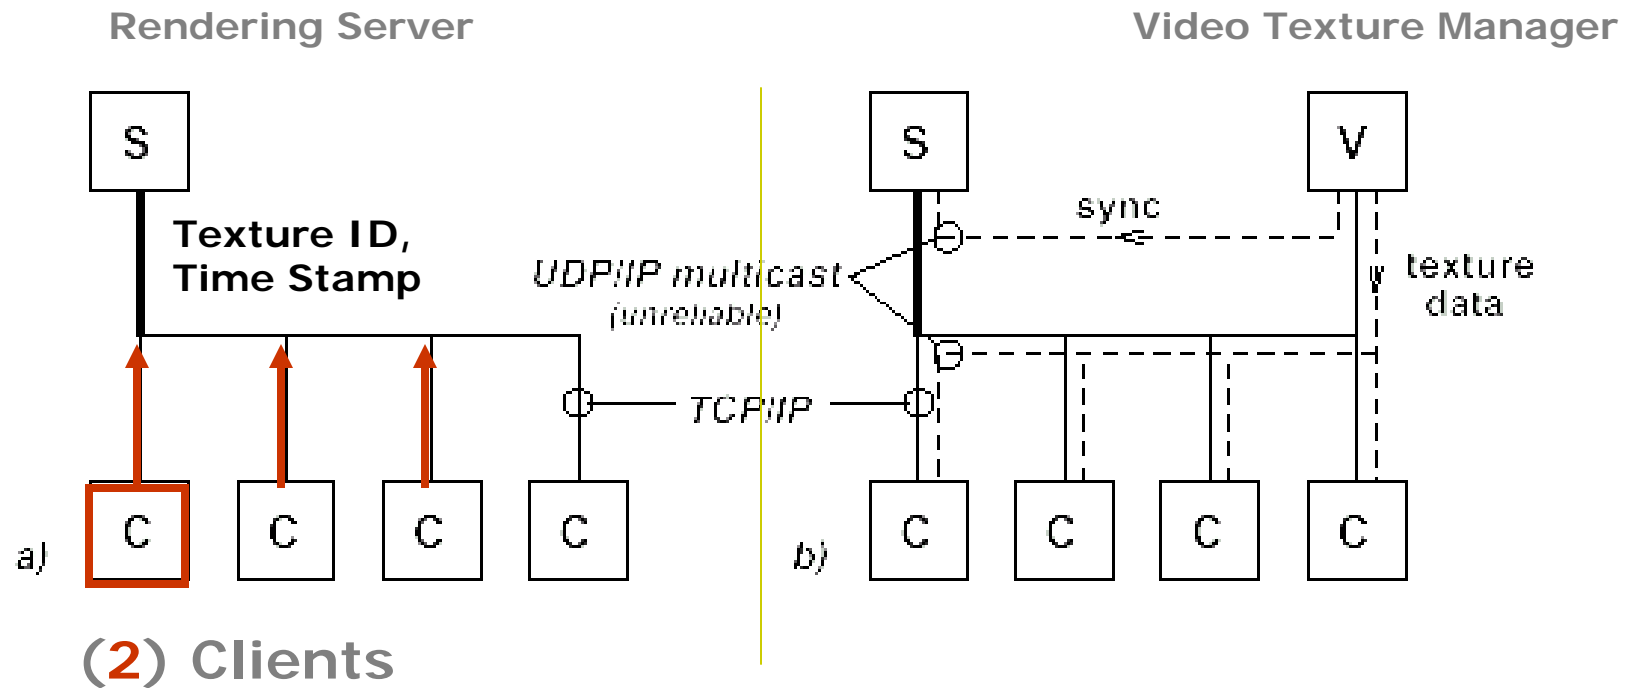 Rendering Server
Video Texture Manager
S
S
V
sync
Texture ID,
Time Stamp
UDP/IP multicast
(unreliable)
texture
data
TCP/IP
a)
C
C
C
C
b)
C
C
C
C
(2) Clients